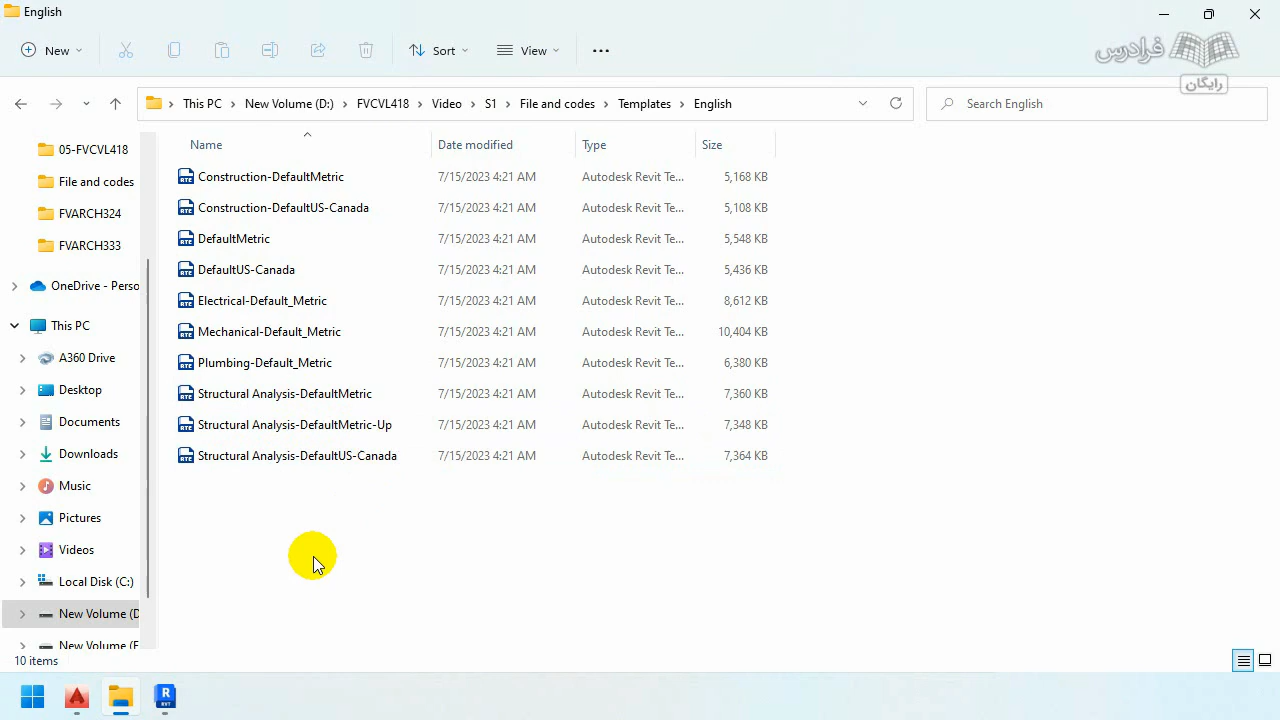 English
فرادرس
رایگان
New
Sort
View
This PC > New Volume (D:) > FVCVL418 > Video > S1 > File and codes > Templates > English
Search English
Name Date modified Type Size
Construction-DefaultMetric 7/15/2023 4:21 AM Autodesk Revit Te... 5,168 KB
Construction-DefaultUS-Canada 7/15/2023 4:21 AM Autodesk Revit Te... 5,108 KB
DefaultMetric 7/15/2023 4:21 AM Autodesk Revit Te... 5,548 KB
DefaultUS-Canada 7/15/2023 4:21 AM Autodesk Revit Te... 5,436 KB
Electrical-Default_Metric 7/15/2023 4:21 AM Autodesk Revit Te... 8,612 KB
Mechanical-Default_Metric 7/15/2023 4:21 AM Autodesk Revit Te... 10,404 KB
Plumbing-Default_Metric 7/15/2023 4:21 AM Autodesk Revit Te... 6,380 KB
Structural Analysis-DefaultMetric 7/15/2023 4:21 AM Autodesk Revit Te... 7,360 KB
Structural Analysis-DefaultMetric-Up 7/15/2023 4:21 AM Autodesk Revit Te... 7,348 KB
Structural Analysis-DefaultUS-Canada 7/15/2023 4:21 AM Autodesk Revit Te... 7,364 KB
05-FVCVL418
File and codes
FVARCH324
FVARCH333
OneDrive - Perso
This PC
A360 Drive
Desktop
Documents
Downloads
Music
Pictures
Videos
Local Disk (C:)
New Volume (D
New Volume (E
10 items
R
RVT